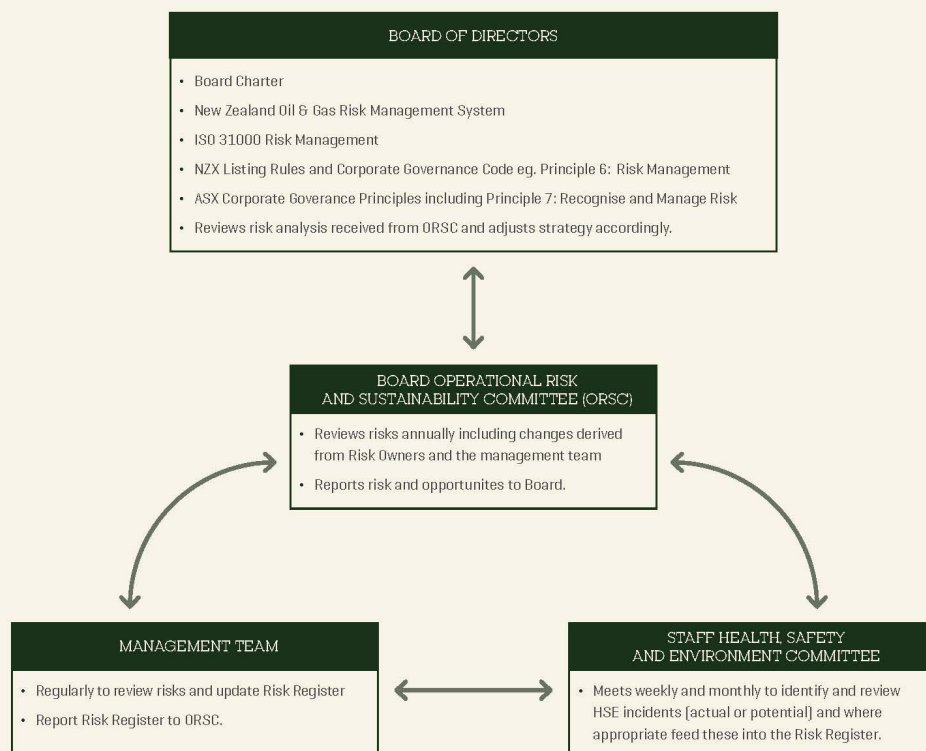 BOARD OF DIRECTORS
• Board Charter
• New Zealand Oil & Gas Risk Management System
• ISO 31000 Risk Management
• NZX Listing Rules and Corporate Governance Code eg. Principle 6: Risk Management
• ASX Corporate Goverance Principles including Principle 7: Recognise and Manage Risk
• Reviews risk analysis received from ORSC and adjusts strategy accordingly.
BOARD OPERATIONAL RISK
AND SUSTAINABILITY COMMITTEE (ORSC)
• Reviews risks annually including changes derived
from Risk Owners and the management team
• Reports risk and opportunites to Board.
MANAGEMENT TEAM
• Regularly to review risks and update Risk Register
• Report Risk Register to ORSC.
STAFF HEALTH, SAFETY
AND ENVIRONMENT COMMITTEE
• Meets weekly and monthly to identify and review
HSE incidents (actual or potential) and where
appropriate feed these into the Risk Register.